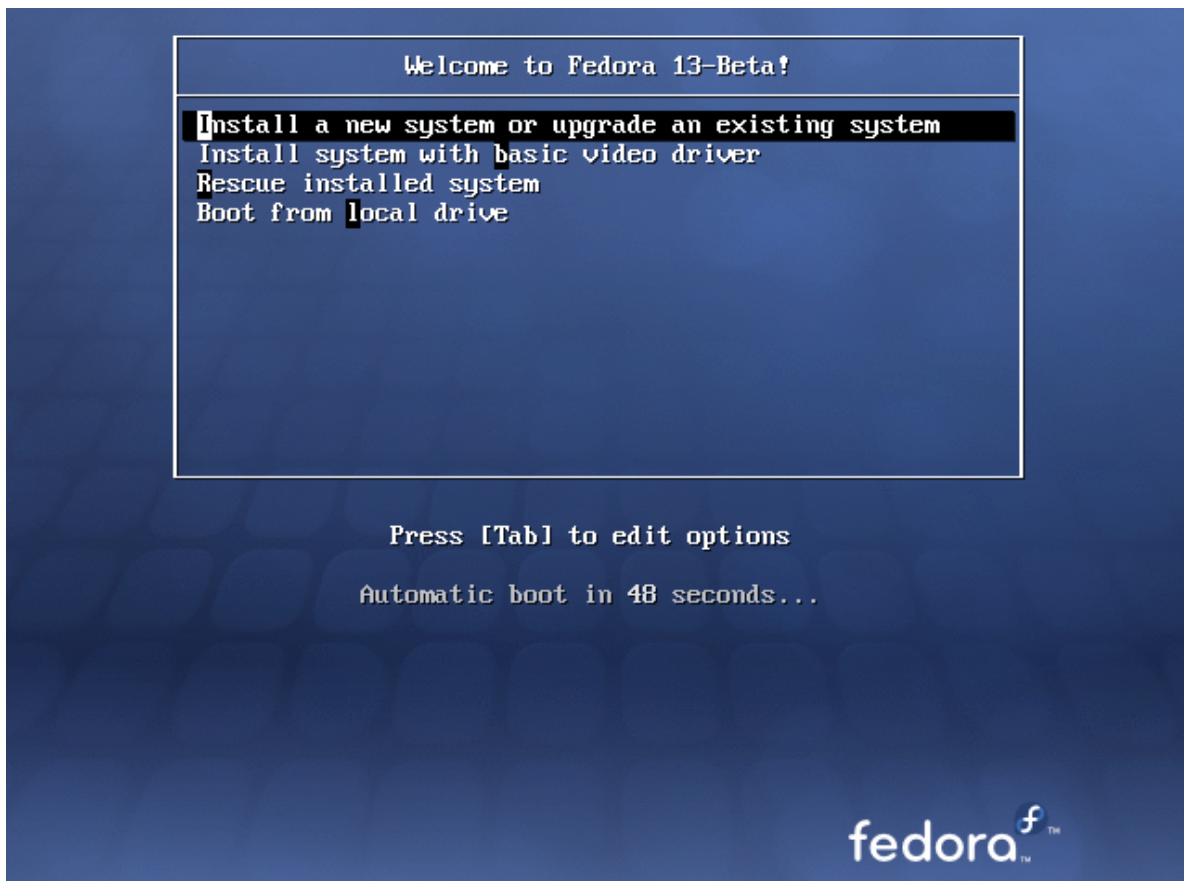 Welcome to Fedora 13-Beta!
Install a new system or upgrade an existing system
Install system with basic video driver
Rescue installed system
Boot from local drive
Press [Tab] to edit options
Automatic boot in 48 seconds...
fedora™